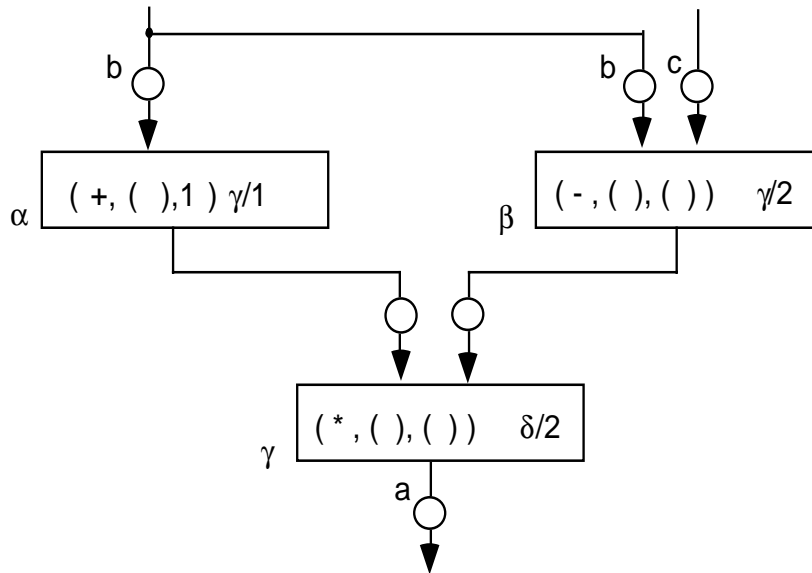 b b c
( +, ( ),1 ) γ/1 ( - , ( ), ( ) ) γ/2
α β
( * , ( ), ( ) ) δ/2
γ
a